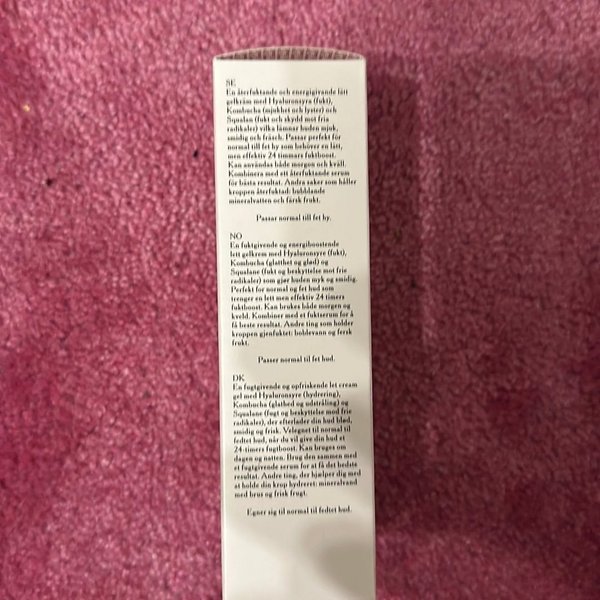 SE
En återfuktande och energigivande lätt
gelkräm med Hyaluronsyra (fukt),
Kombucha (mjukhet och lyster) och
Squalan (fukt och skydd mot fria
radikaler) vilka lämnar huden mjuk,
smidig och fräsch. Passar perfekt för
normal till fet hy som behöver en lätt,
men effektiv 24 timmars fuktboost.
Kan användas både morgon och kväll.
Kombinera med ett återfuktande serum
för bästa resultat. Andra saker som håller
kroppen återfuktad: bubblande
mineralvatten och färsk frukt.
Passar normal till fet hy.
NO
En fuktgivende og energiboostende
lett gelkrem med Hyaluronsyre (fukt),
Kombucha (glatthet og glød) og
Squalane (fukt og beskyttelse mot frie
radikaler) som gjør huden myk og smidig.
Perfekt for normal og fet hud som
trenger en lett men effektiv 24 timers
fuktboost. Kan brukes både morgon og
kveld. Kombiner med et fuktserum for å
få beste resultat. Andre ting som holder
kroppen gjenfuktet: boblevann og fersk
frukt.
Passer normal til fet hud.
DK
En fugtgivende og opfriskende let cream
gel med Hyaluronsyre (hydrering),
Kombucha (glathed og udstråling) og
Squalane (fugt og beskyttelse mod frie
radikaler), der efterlader din hud blød,
smidig og frisk. Velegnet til normal til
fedtet hud, når du vil give din hud et
24-timers fugtboost. Kan bruges om
dagen og natten. Brug den sammen med
et fugtgivende serum for at få det bedste
resultat. Andre ting, der hjælper dig med
at holde din krop hydreret: mineralvand
med brus og frisk frugt.
Egner sig til normal til fedtet hud.